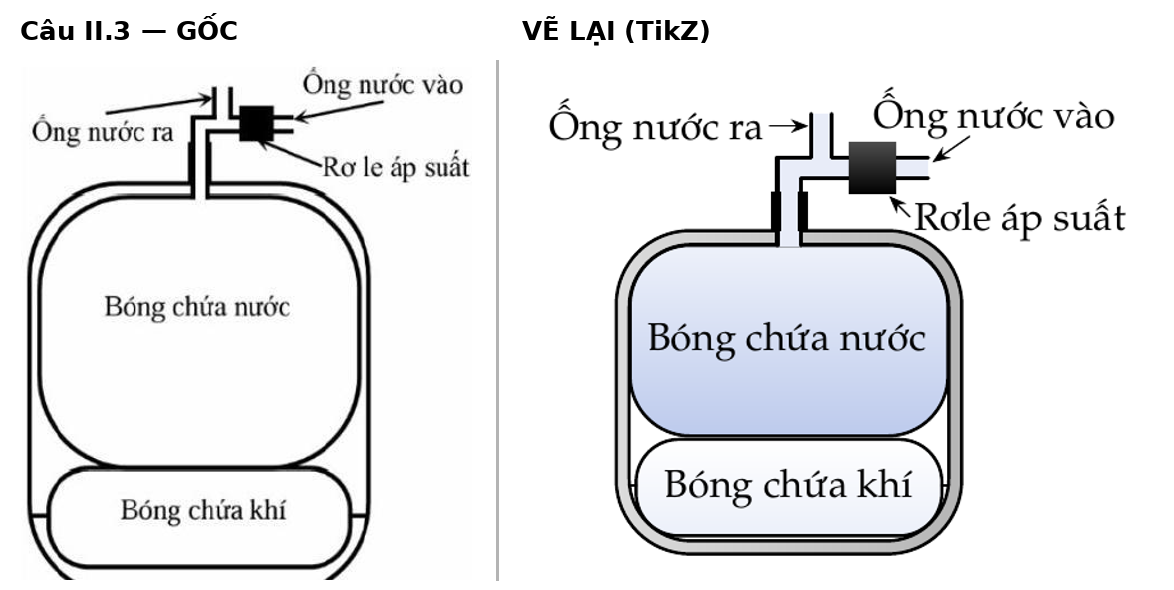 Câu II.3 — GỐC
Ống nước vào
Ống nước ra
Rơ le áp suất
Bóng chứa nước
Bóng chứa khí
VẼ LẠI (TikZ)
Ống nước vào
Ống nước ra
Rơle áp suất
Bóng chứa nước
Bóng chứa khí